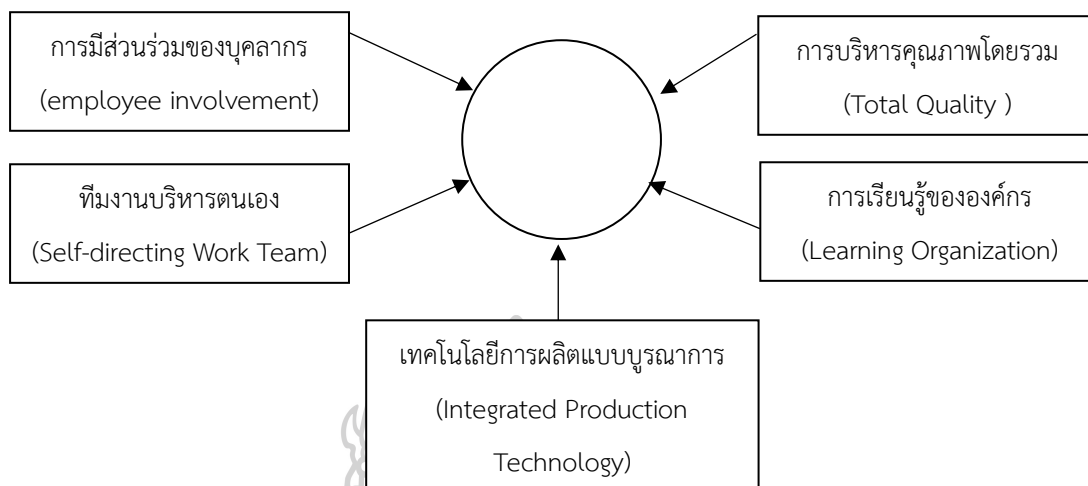 การมีส่วนร่วมของบุคลากร
(employee involvement)
การบริหารคุณภาพโดยรวม
(Total Quality )
ทีมงานบริหารตนเอง
(Self-directing Work Team)
การเรียนรู้ขององค์กร
(Learning Organization)
เทคโนโลยีการผลิตแบบบูรณาการ
(Integrated Production
Technology)